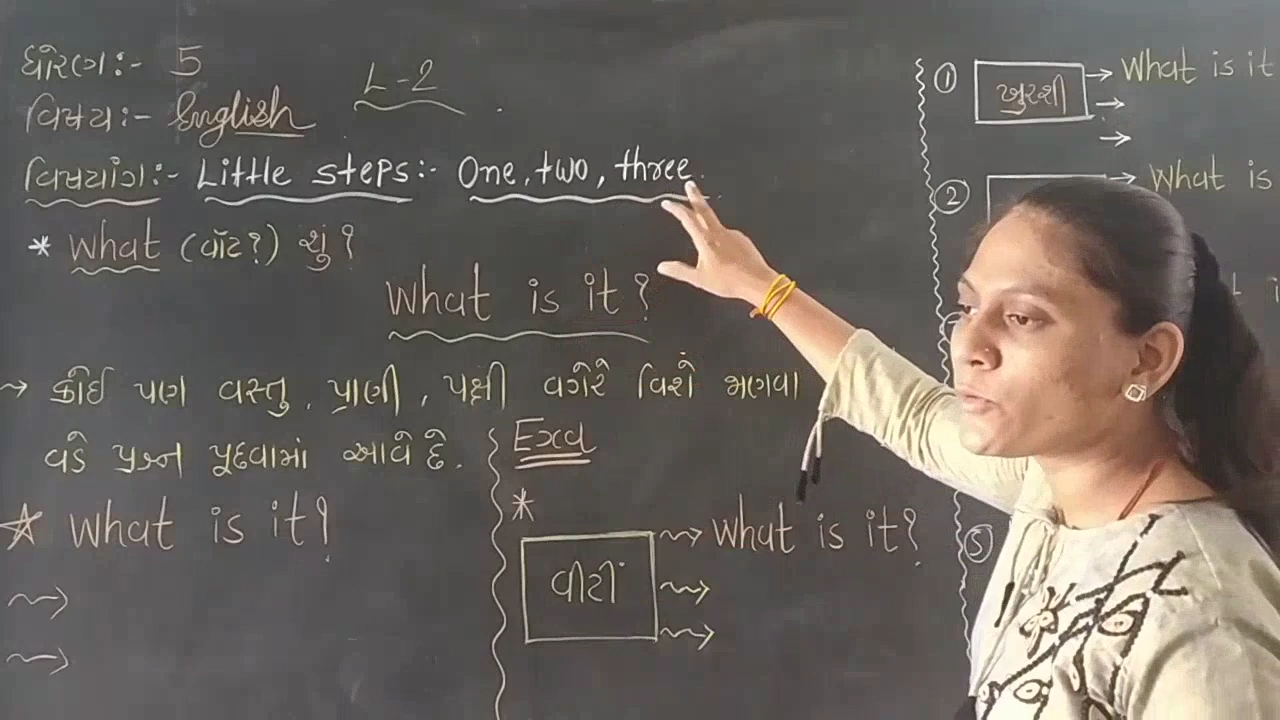 ધોરણ:- 5
L-2
વિષય:- English
વિષયાંગ:- Little steps:- One, two, three.
* What (વૉટ?) શું?
What is it?
→ કોઈ પણ વસ્તુ, પ્રાણી, પક્ષી વગેરે વિશે જાણવા
વડે પ્રશ્ન પૂછવામાં આવે છે.
☆ What is it?
*
વીટીં → What is it?
① ખુરશી → What is it
② → What is
⑤